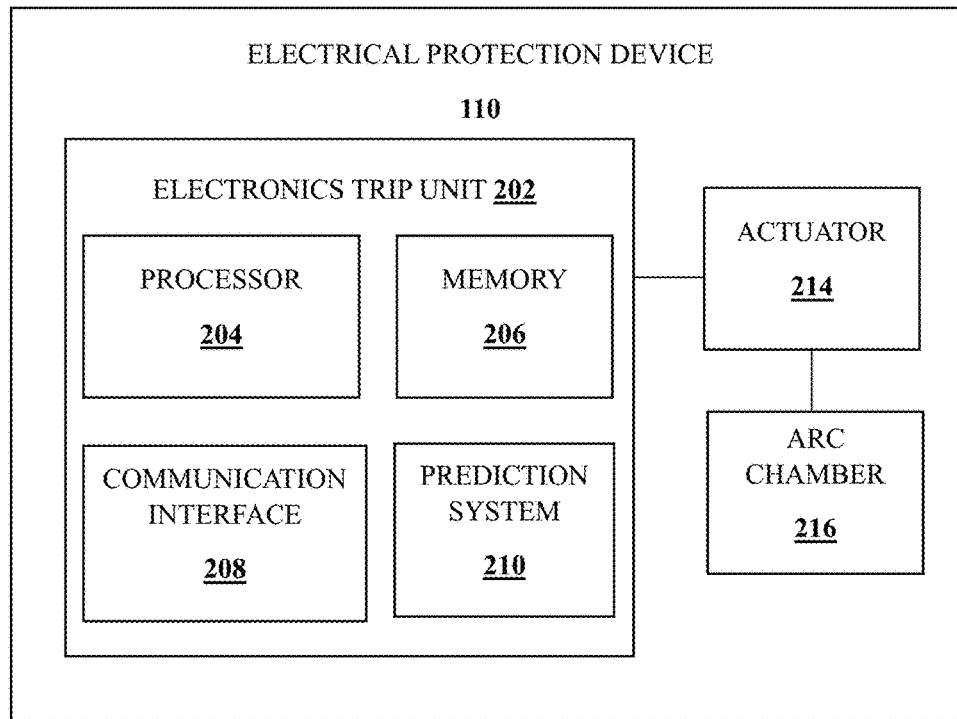 ELECTRICAL PROTECTION DEVICE
110
ELECTRONICS TRIP UNIT 202
PROCESSOR
204
MEMORY
206
COMMUNICATION
INTERFACE
208
PREDICTION
SYSTEM
210
ACTUATOR
214
ARC
CHAMBER
216